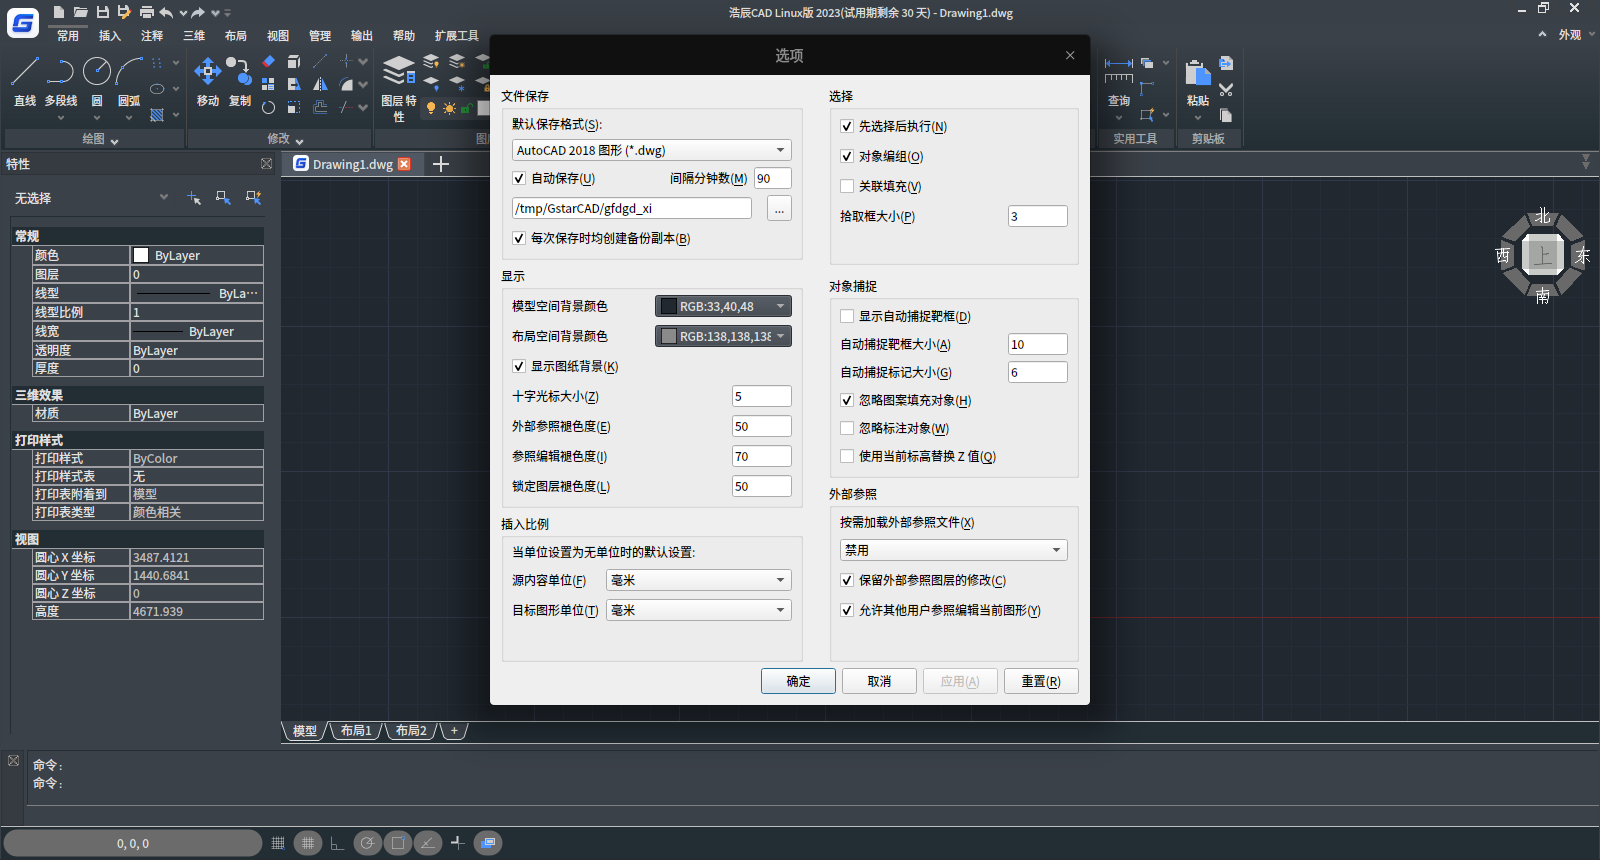 浩辰CAD Linux版 2023(试用期剩余 30 天) - Drawing1.dwg
常用 插入 注释 三维 布局 视图 管理 输出 帮助 扩展工具 外观
直线 多段线 圆 圆弧 移动 复制 图层 特性 查询 粘贴
绘图 修改 实用工具 剪贴板
特性
Drawing1.dwg
无选择
常规
颜色 ByLayer
图层 0
线型 ByLa···
线型比例 1
线宽 ByLayer
透明度 ByLayer
厚度 0
三维效果
材质 ByLayer
打印样式
打印样式 ByColor
打印样式表 无
打印表附着到 模型
打印表类型 颜色相关
视图
圆心 X 坐标 3487.4121
圆心 Y 坐标 1440.6841
圆心 Z 坐标 0
高度 4671.939
选项
文件保存
默认保存格式(S):
AutoCAD 2018 图形 (*.dwg)
自动保存(U) 间隔分钟数(M) 90
/tmp/GstarCAD/gfdgd_xi ...
每次保存时均创建备份副本(B)
显示
模型空间背景颜色 RGB:33,40,48
布局空间背景颜色 RGB:138,138,138
显示图纸背景(K)
十字光标大小(Z) 5
外部参照褪色度(E) 50
参照编辑褪色度(I) 70
锁定图层褪色度(L) 50
插入比例
当单位设置为无单位时的默认设置:
源内容单位(F) 毫米
目标图形单位(T) 毫米
选择
先选择后执行(N)
对象编组(O)
关联填充(V)
拾取框大小(P) 3
对象捕捉
显示自动捕捉靶框(D)
自动捕捉靶框大小(A) 10
自动捕捉标记大小(G) 6
忽略图案填充对象(H)
忽略标注对象(W)
使用当前标高替换 Z 值(Q)
外部参照
按需加载外部参照文件(X)
禁用
保留外部参照图层的修改(C)
允许其他用户参照编辑当前图形(Y)
确定 取消 应用(A) 重置(R)
北
西 上 东
南
模型 布局1 布局2 +
命令:
命令:
0, 0, 0